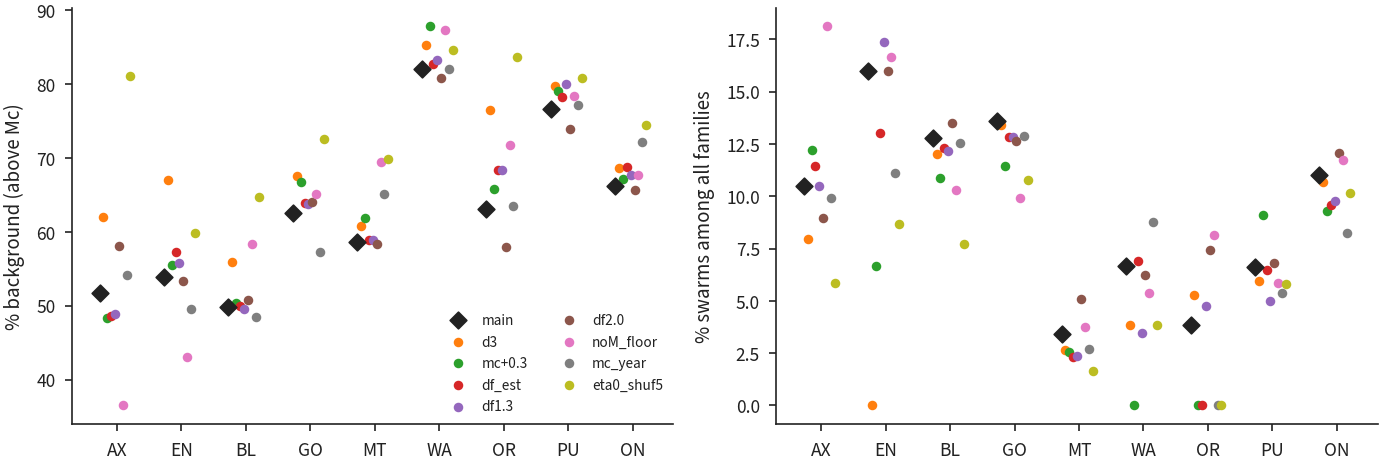 % background (above Mc)
90
80
70
60
50
40
AX EN BL GO MT WA OR PU ON
main
d3
mc+0.3
df_est
df1.3
df2.0
noM_floor
mc_year
eta0_shuf5
% swarms among all families
17.5
15.0
12.5
10.0
7.5
5.0
2.5
0.0
AX EN BL GO MT WA OR PU ON